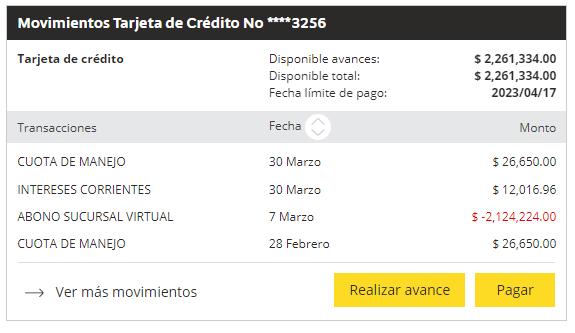 Movimientos Tarjeta de Crédito No ****3256
Tarjeta de crédito Disponible avances: $ 2,261,334.00
Disponible total: $ 2,261,334.00
Fecha límite de pago: 2023/04/17
Transacciones Fecha Monto
CUOTA DE MANEJO 30 Marzo $ 26,650.00
INTERESES CORRIENTES 30 Marzo $ 12,016.96
ABONO SUCURSAL VIRTUAL 7 Marzo $ -2,124,224.00
CUOTA DE MANEJO 28 Febrero $ 26,650.00
Ver más movimientos Realizar avance Pagar